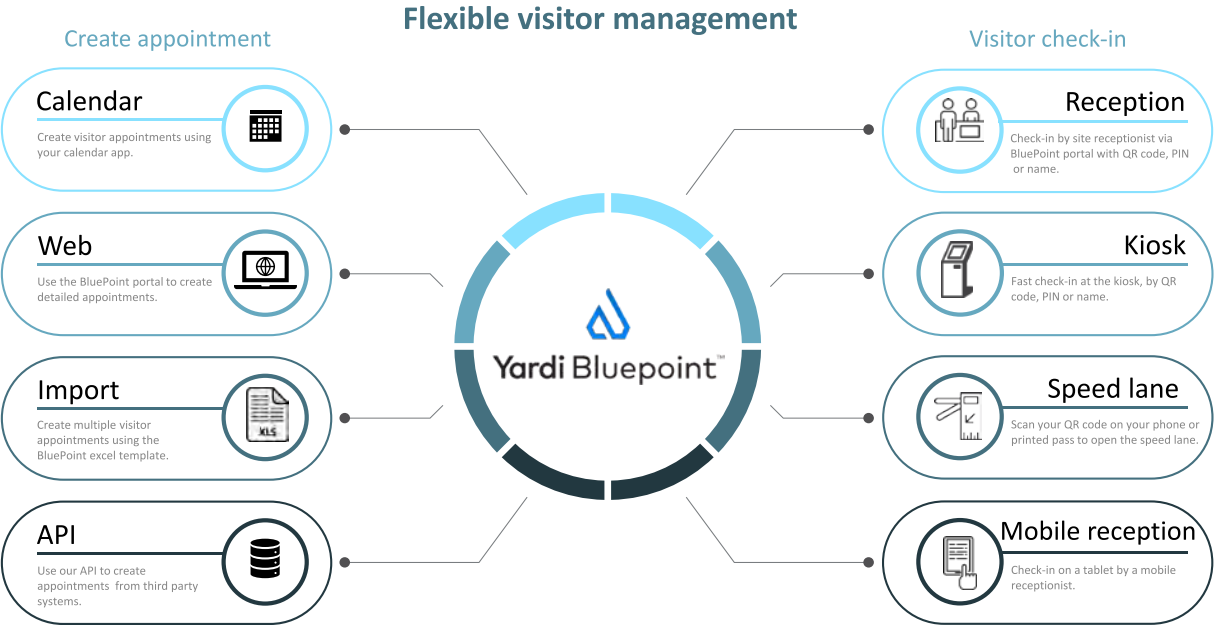 Flexible visitor management
Create appointment
Calendar
Create visitor appointments using
your calendar app.
Web
Use the BluePoint portal to create
detailed appointments.
Import
Create multiple visitor
appointments using the
BluePoint excel template.
XLS
API
Use our API to create
appointments  from third party
systems.
Yardi Bluepoint™
Visitor check-in
Reception
Check-in by site receptionist via
BluePoint portal with QR code, PIN
or name.
Kiosk
Fast check-in at the kiosk, by QR
code, PIN or name.
Speed lane
Scan your QR code on your phone or
printed pass to open the speed lane.
Mobile reception
Check-in on a tablet by a mobile
receptionist.